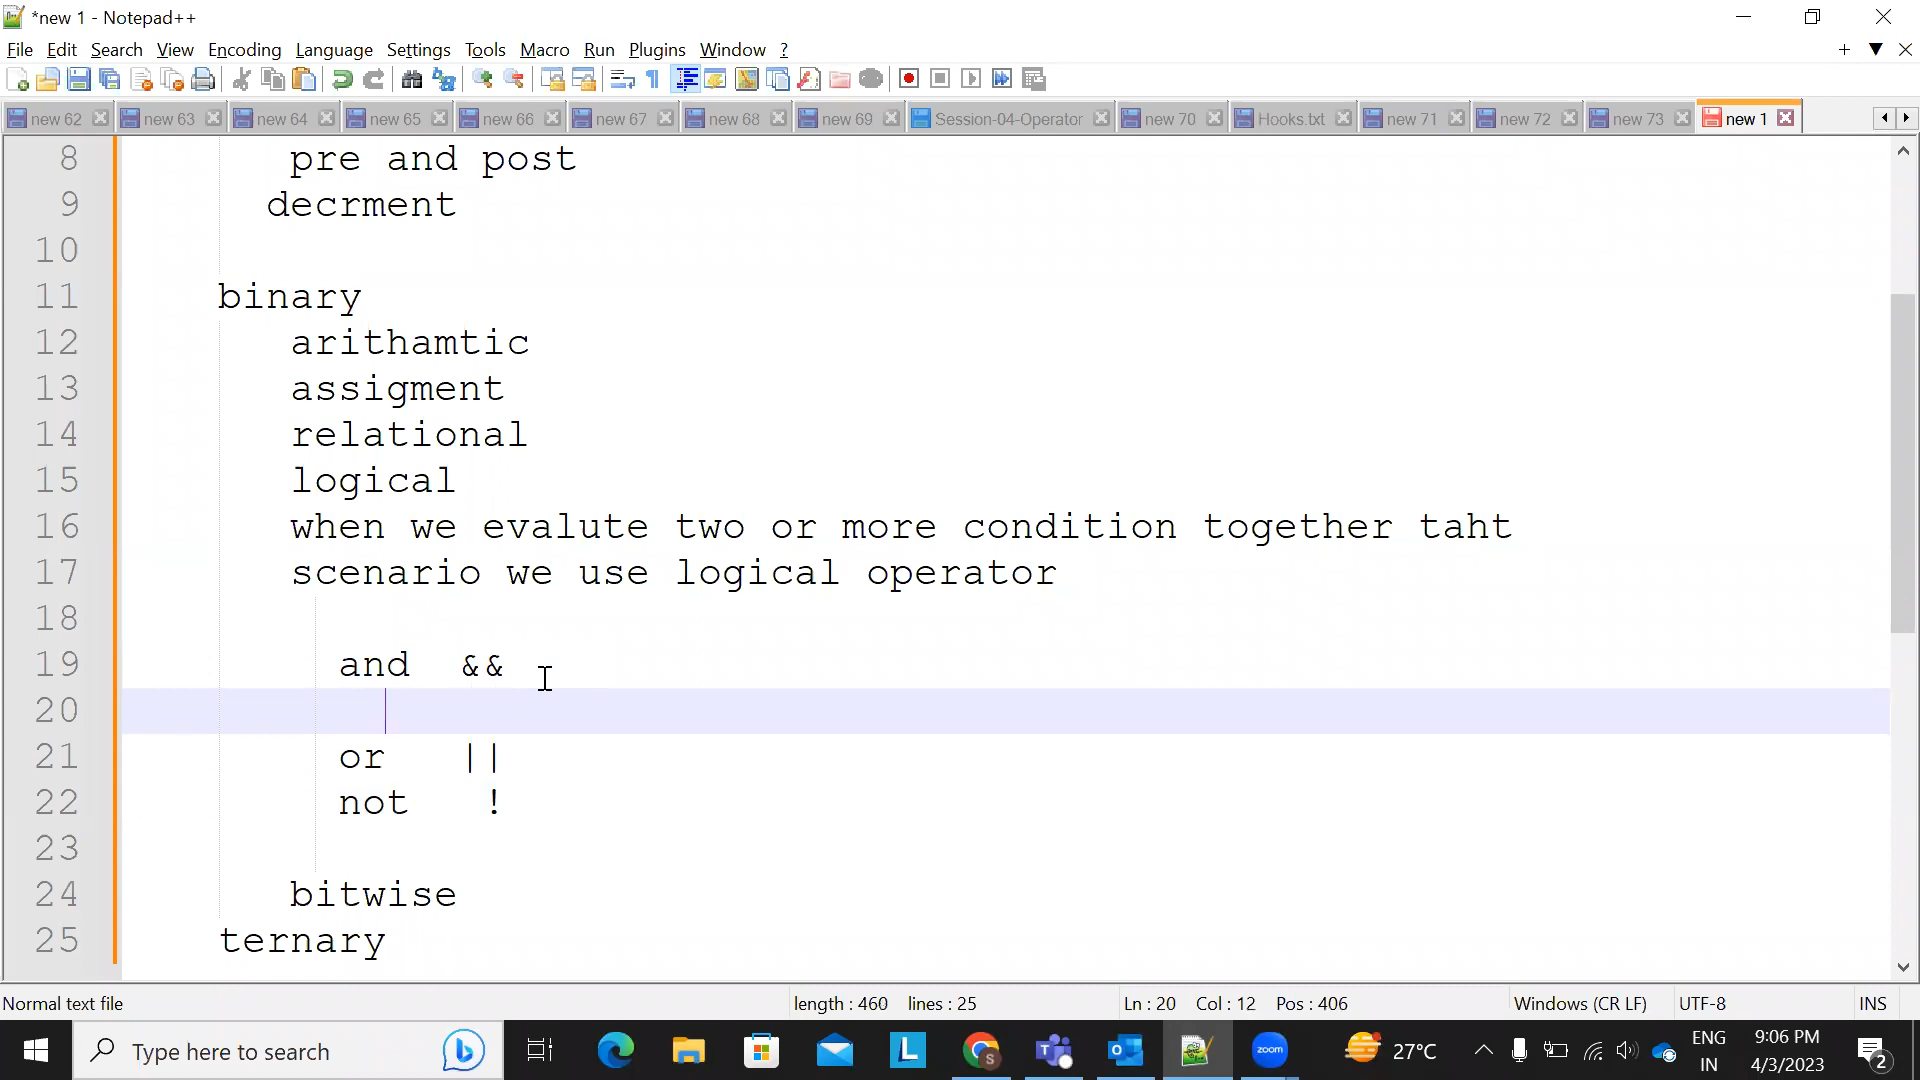 *new 1 - Notepad++
File Edit Search View Encoding Language Settings Tools Macro Run Plugins Window ?
new 62 new 63 new 64 new 65 new 66 new 67 new 68 new 69 Session-04-Operator new 70 Hooks.txt new 71 new 72 new 73 new 1
8 pre and post
9 decrment
10
11 binary
12 arithamtic
13 assigment
14 relational
15 logical
16 when we evalute two or more condition together taht
17 scenario we use logical operator
18
19 and &&
20
21 or ||
22 not !
23
24 bitwise
25 ternary
Normal text file length : 460 lines : 25 Ln : 20 Col : 12 Pos : 406 Windows (CR LF) UTF-8 INS
Type here to search L S zoom 27°C ENG IN 9:06 PM 4/3/2023 2